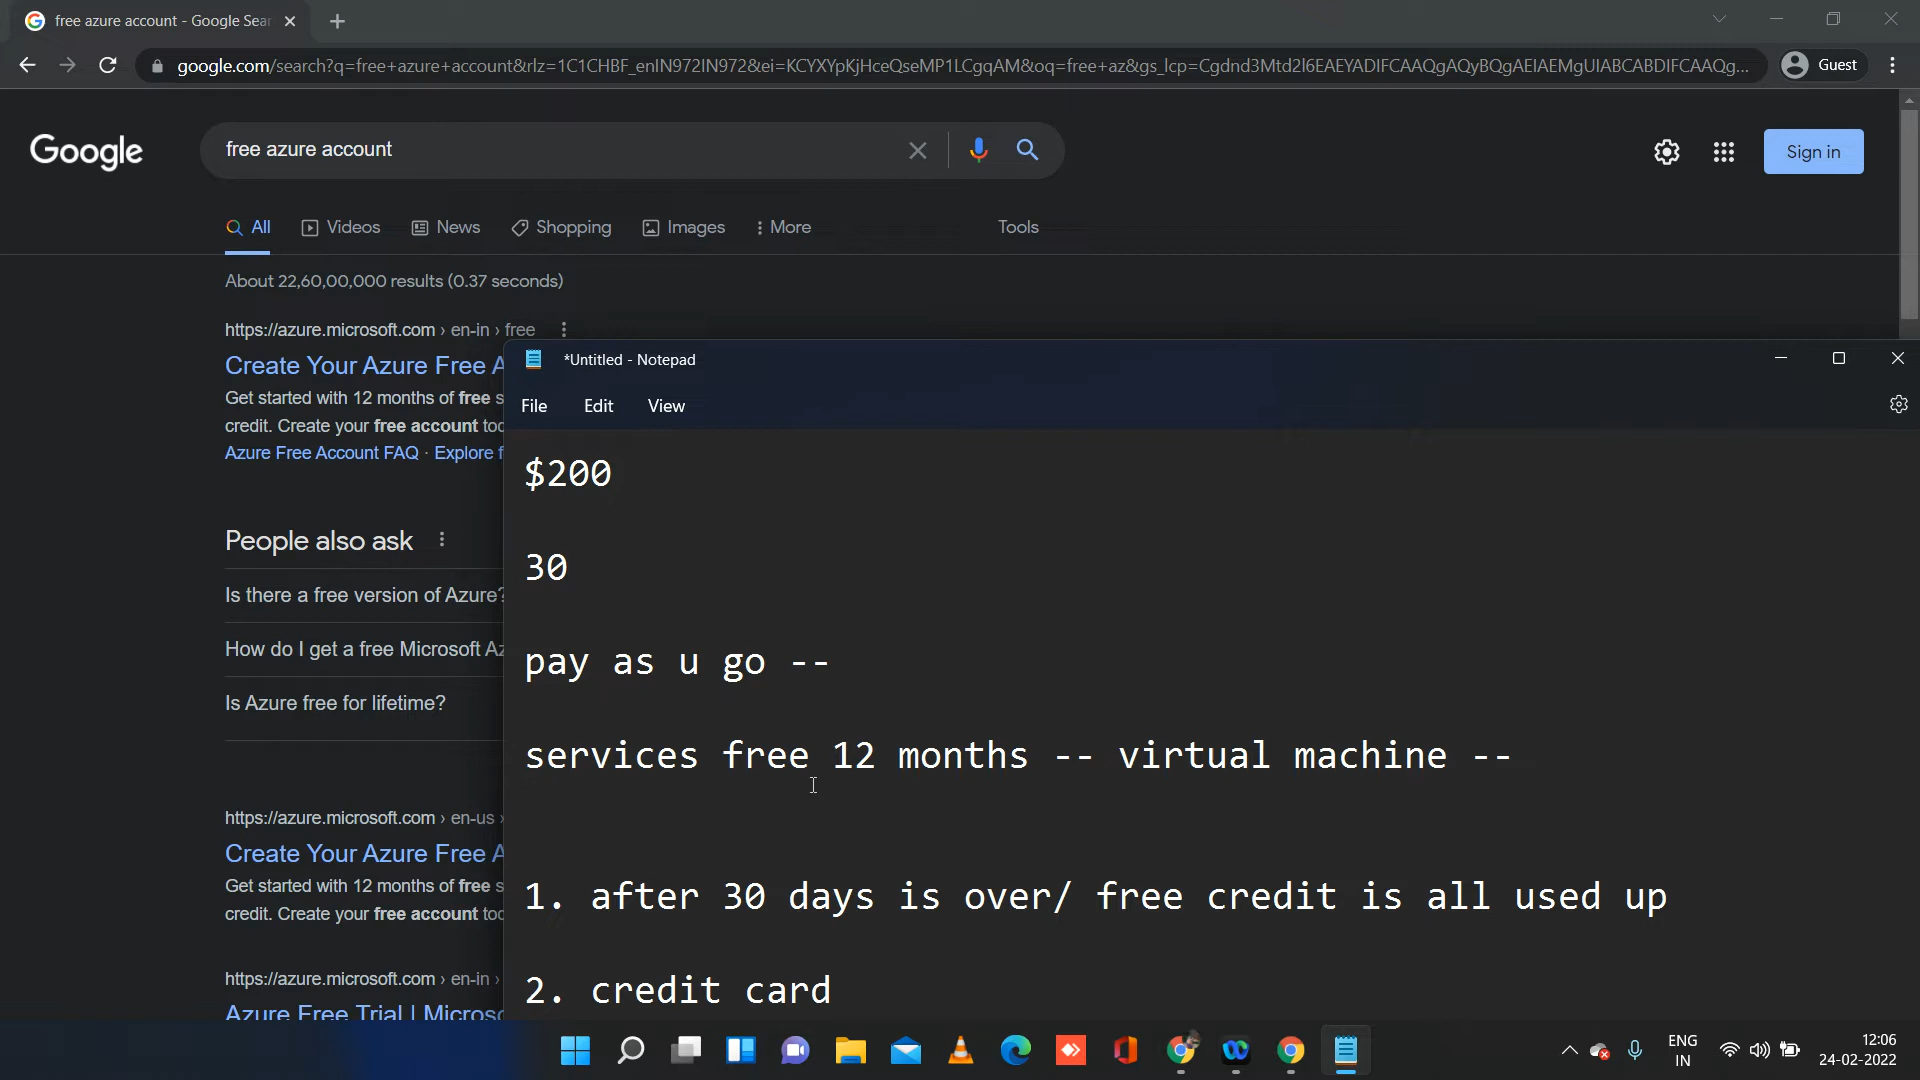 free azure account - Google Sear
google.com/search?q=free+azure+account&rlz=1C1CHBF_enIN972IN972&ei=KCYXYpKjHceQseMP1LCgqAM&oq=free+az&gs_lcp=Cgdnd3Mtd2l6EAEYADIFCAAQgAQyBQgAEIAEMgUIABCABDIFCAAQg...
Guest
Google
free azure account
Sign in
All
Videos
News
Shopping
Images
More
Tools
About 22,60,00,000 results (0.37 seconds)
https://azure.microsoft.com › en-in › free
Create Your Azure Free A
Get started with 12 months of free s
credit. Create your free account tod
Azure Free Account FAQ · Explore f
People also ask
Is there a free version of Azure?
How do I get a free Microsoft Az
Is Azure free for lifetime?
https://azure.microsoft.com › en-us ›
Create Your Azure Free A
Get started with 12 months of free s
credit. Create your free account tod
https://azure.microsoft.com › en-in ›
Azure Free Trial | Microso
*Untitled - Notepad
File
Edit
View
$200
30
pay as u go --
services free 12 months -- virtual machine --
1. after 30 days is over/ free credit is all used up
2. credit card
ENG
IN
12:06
24-02-2022